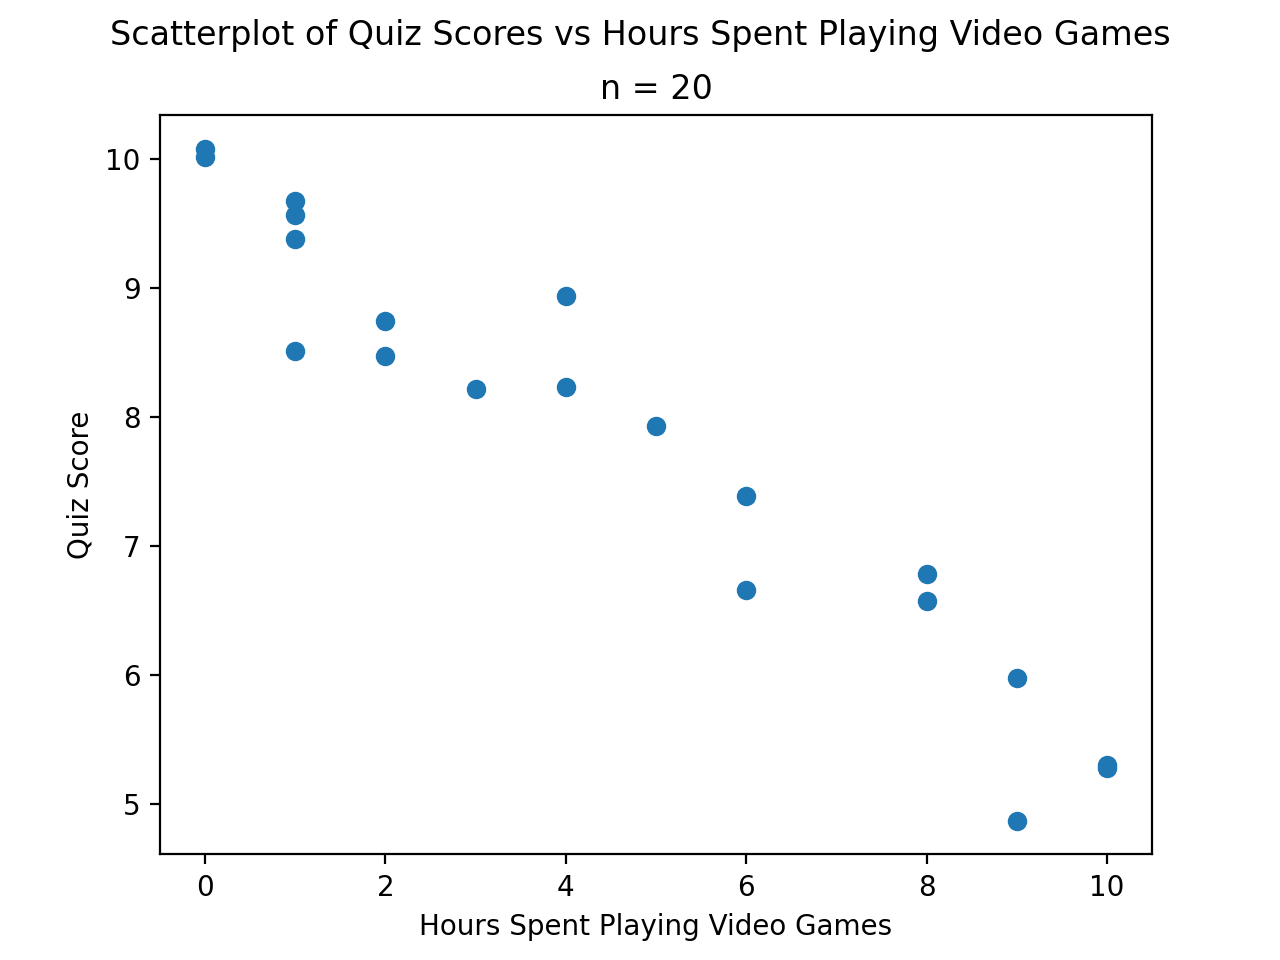 Scatterplot of Quiz Scores vs Hours Spent Playing Video Games
n = 20
10
9
8
7
6
5
Quiz Score
0 2 4 6 8 10
Hours Spent Playing Video Games